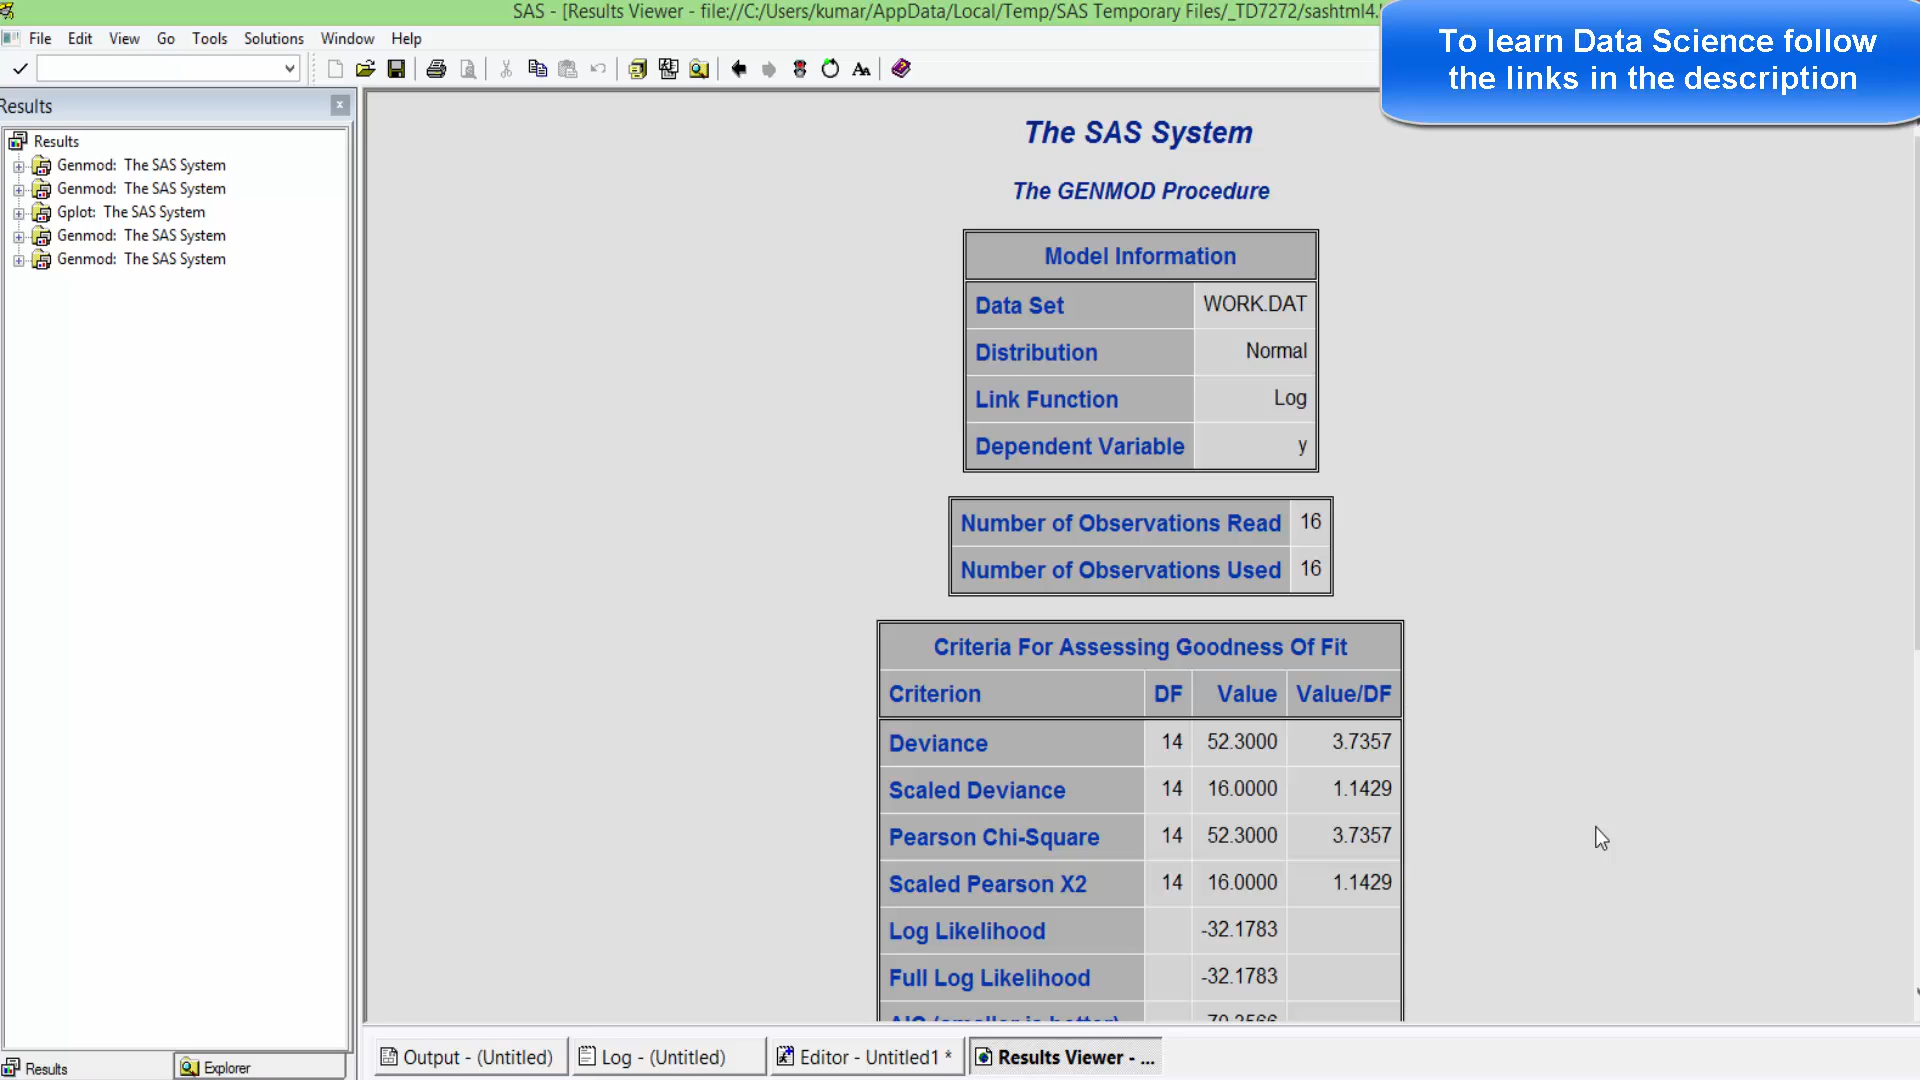 SAS - [Results Viewer - file://C:/Users/kumar/AppData/Local/Temp/SAS Temporary Files/_TD7272/sashtml4.
To learn Data Science follow
the links in the description
File Edit View Go Tools Solutions Window Help
Results
Results
Genmod: The SAS System
Genmod: The SAS System
Gplot: The SAS System
Genmod: The SAS System
Genmod: The SAS System
The SAS System
The GENMOD Procedure
Model Information
Data Set WORK.DAT
Distribution Normal
Link Function Log
Dependent Variable y
Number of Observations Read 16
Number of Observations Used 16
Criteria For Assessing Goodness Of Fit
Criterion DF Value Value/DF
Deviance 14 52.3000 3.7357
Scaled Deviance 14 16.0000 1.1429
Pearson Chi-Square 14 52.3000 3.7357
Scaled Pearson X2 14 16.0000 1.1429
Log Likelihood -32.1783
Full Log Likelihood -32.1783
AIC (smaller is better) 70.3566
Results Explorer
Output - (Untitled) Log - (Untitled) Editor - Untitled1 * Results Viewer - ...